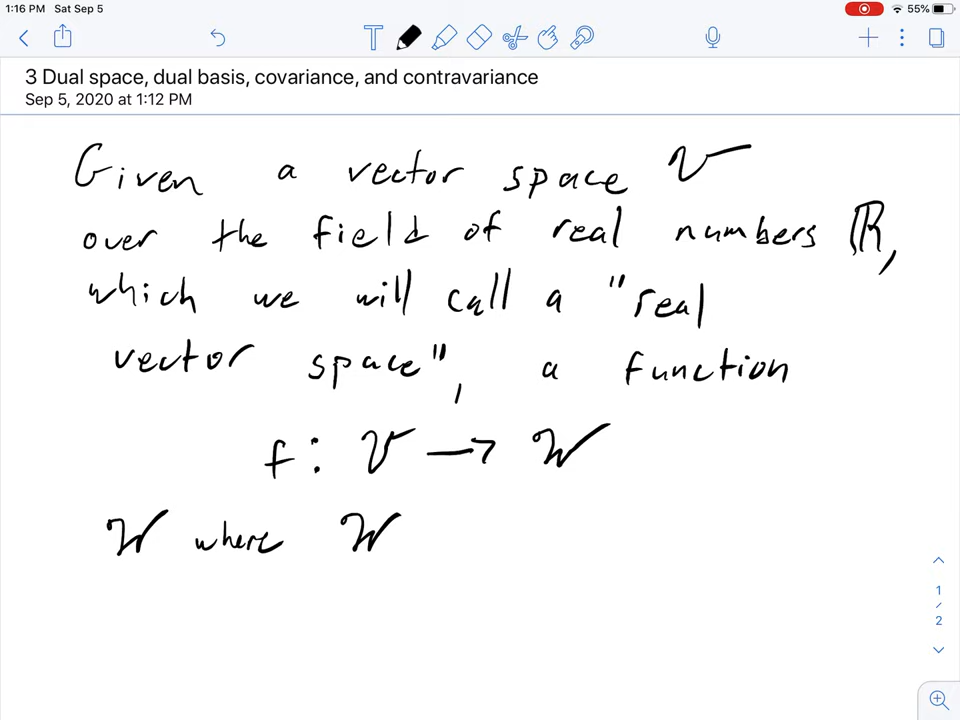 1:16 PM Sat Sep 5 55%
T
3 Dual space, dual basis, covariance, and contravariance
Sep 5, 2020 at 1:12 PM
Given a vector space V
over the field of real numbers ℝ,
which we will call a "real
vector space", a function
f: V → W
W where W
1
/
2